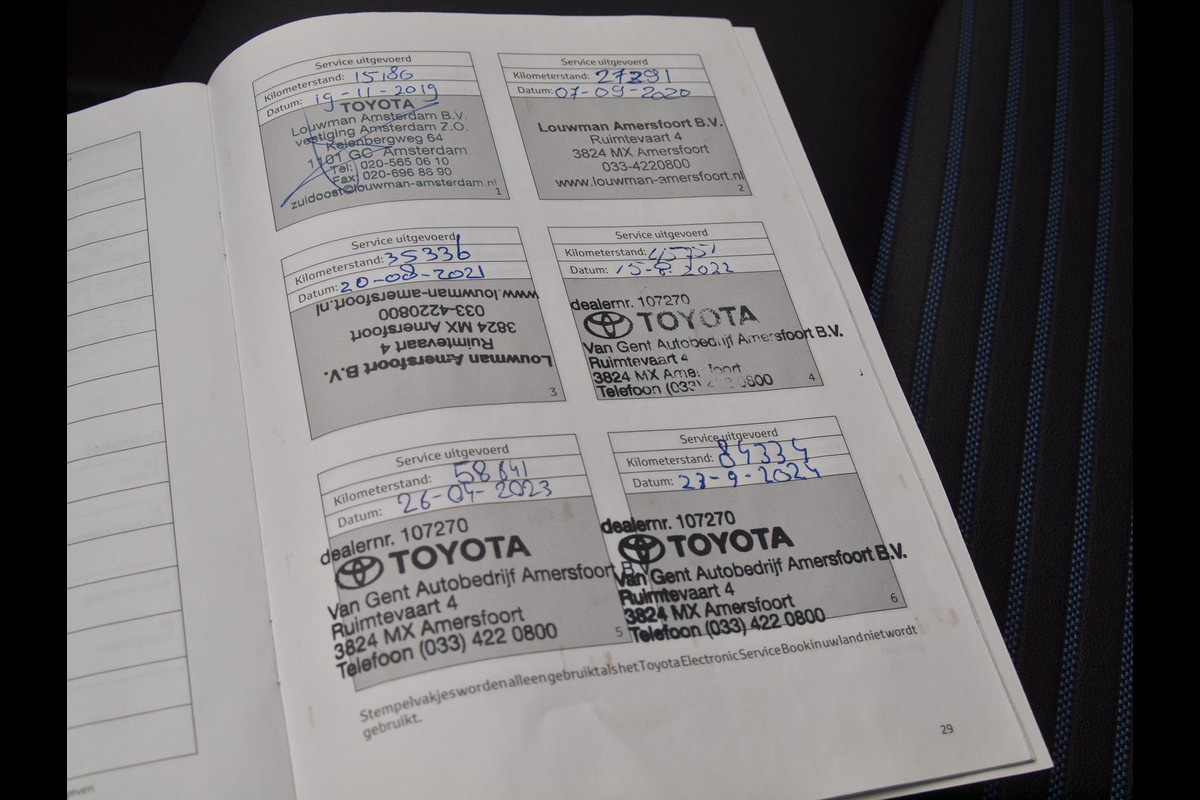 Service uitgevoerd
Kilometerstand: 15186
Datum: 19-11-2019
TOYOTA
Louwman Amsterdam B.V.
vestiging Amsterdam Z.O.
Keienbergweg 64
1101 GC Amsterdam
Tel: 020-565 06 10
Fax: 020-696 86 90
zuidoost@louwman-amsterdam.nl
1
Service uitgevoerd
Kilometerstand: 27291
Datum: 07-09-2020
Louwman Amersfoort B.V.
Ruimtevaart 4
3824 MX Amersfoort
033-4220800
www.louwman-amersfoort.nl
2
Service uitgevoerd
Kilometerstand: 35336
Datum: 20-08-2021
Louwman Amersfoort B.V.
Ruimtevaart 4
3824 MX Amersfoort
033-4220800
www.louwman-amersfoort.nl
3
Service uitgevoerd
Kilometerstand:
Datum: 15-8-2022
dealernr. 107270
TOYOTA
Van Gent Autobedrijf Amersfoort B.V.
Ruimtevaart 4
3824 MX Amersfoort
Telefoon (033) 422 0800
4
Service uitgevoerd
Kilometerstand: 58641
Datum: 26-04-2023
dealernr. 107270
TOYOTA
Van Gent Autobedrijf Amersfoort B.V.
Ruimtevaart 4
3824 MX Amersfoort
Telefoon (033) 422 0800
5
Service uitgevoerd
Kilometerstand: 84334
Datum: 23-9-2024
dealernr. 107270
TOYOTA
Van Gent Autobedrijf Amersfoort B.V.
Ruimtevaart 4
3824 MX Amersfoort
Telefoon (033) 422 0800
6
Stempelvakjes worden alleen gebruikt als het Toyota Electronic Service Book in uw land niet wordt
gebruikt.
29